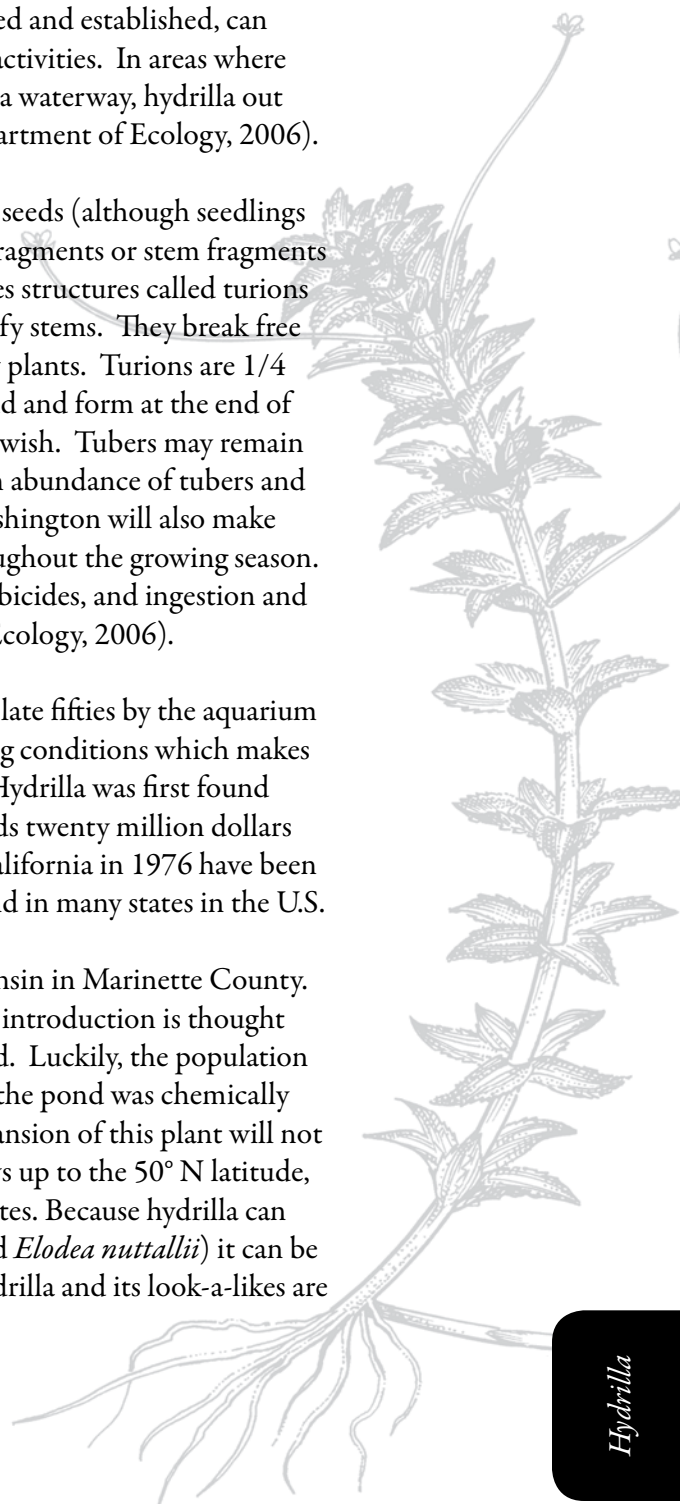 ed and established, can
activities. In areas where
a waterway, hydrilla out
artment of Ecology, 2006).
seeds (although seedlings
ragments or stem fragments
es structures called turions
fy stems. They break free
plants. Turions are 1/4
d and form at the end of
wish. Tubers may remain
n abundance of tubers and
shington will also make
ughout the growing season.
bicides, and ingestion and
Ecology, 2006).
late fifties by the aquarium
g conditions which makes
Hydrilla was first found
ds twenty million dollars
alifornia in 1976 have been
d in many states in the U.S.
nsin in Marinette County.
introduction is thought
d. Luckily, the population
the pond was chemically
ansion of this plant will not
s up to the 50° N latitude,
tes. Because hydrilla can
d Elodea nuttallii) it can be
drilla and its look-a-likes are
Hydrilla